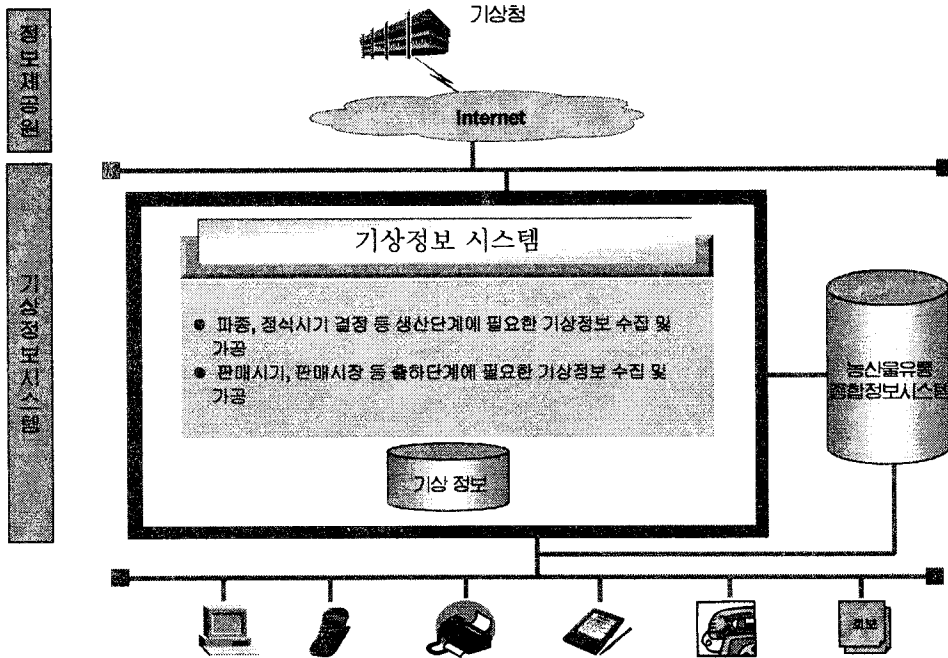 기상청
정보제공원
Internet
기상정보시스템
기상정보 시스템
● 파종, 정식시기 결정 등 생산단계에 필요한 기상정보 수집 및
가공
● 판매시기, 판매시장 등 출하단계에 필요한 기상정보 수집 및
가공
농산물유통
종합정보시스템
기상 정보
회보